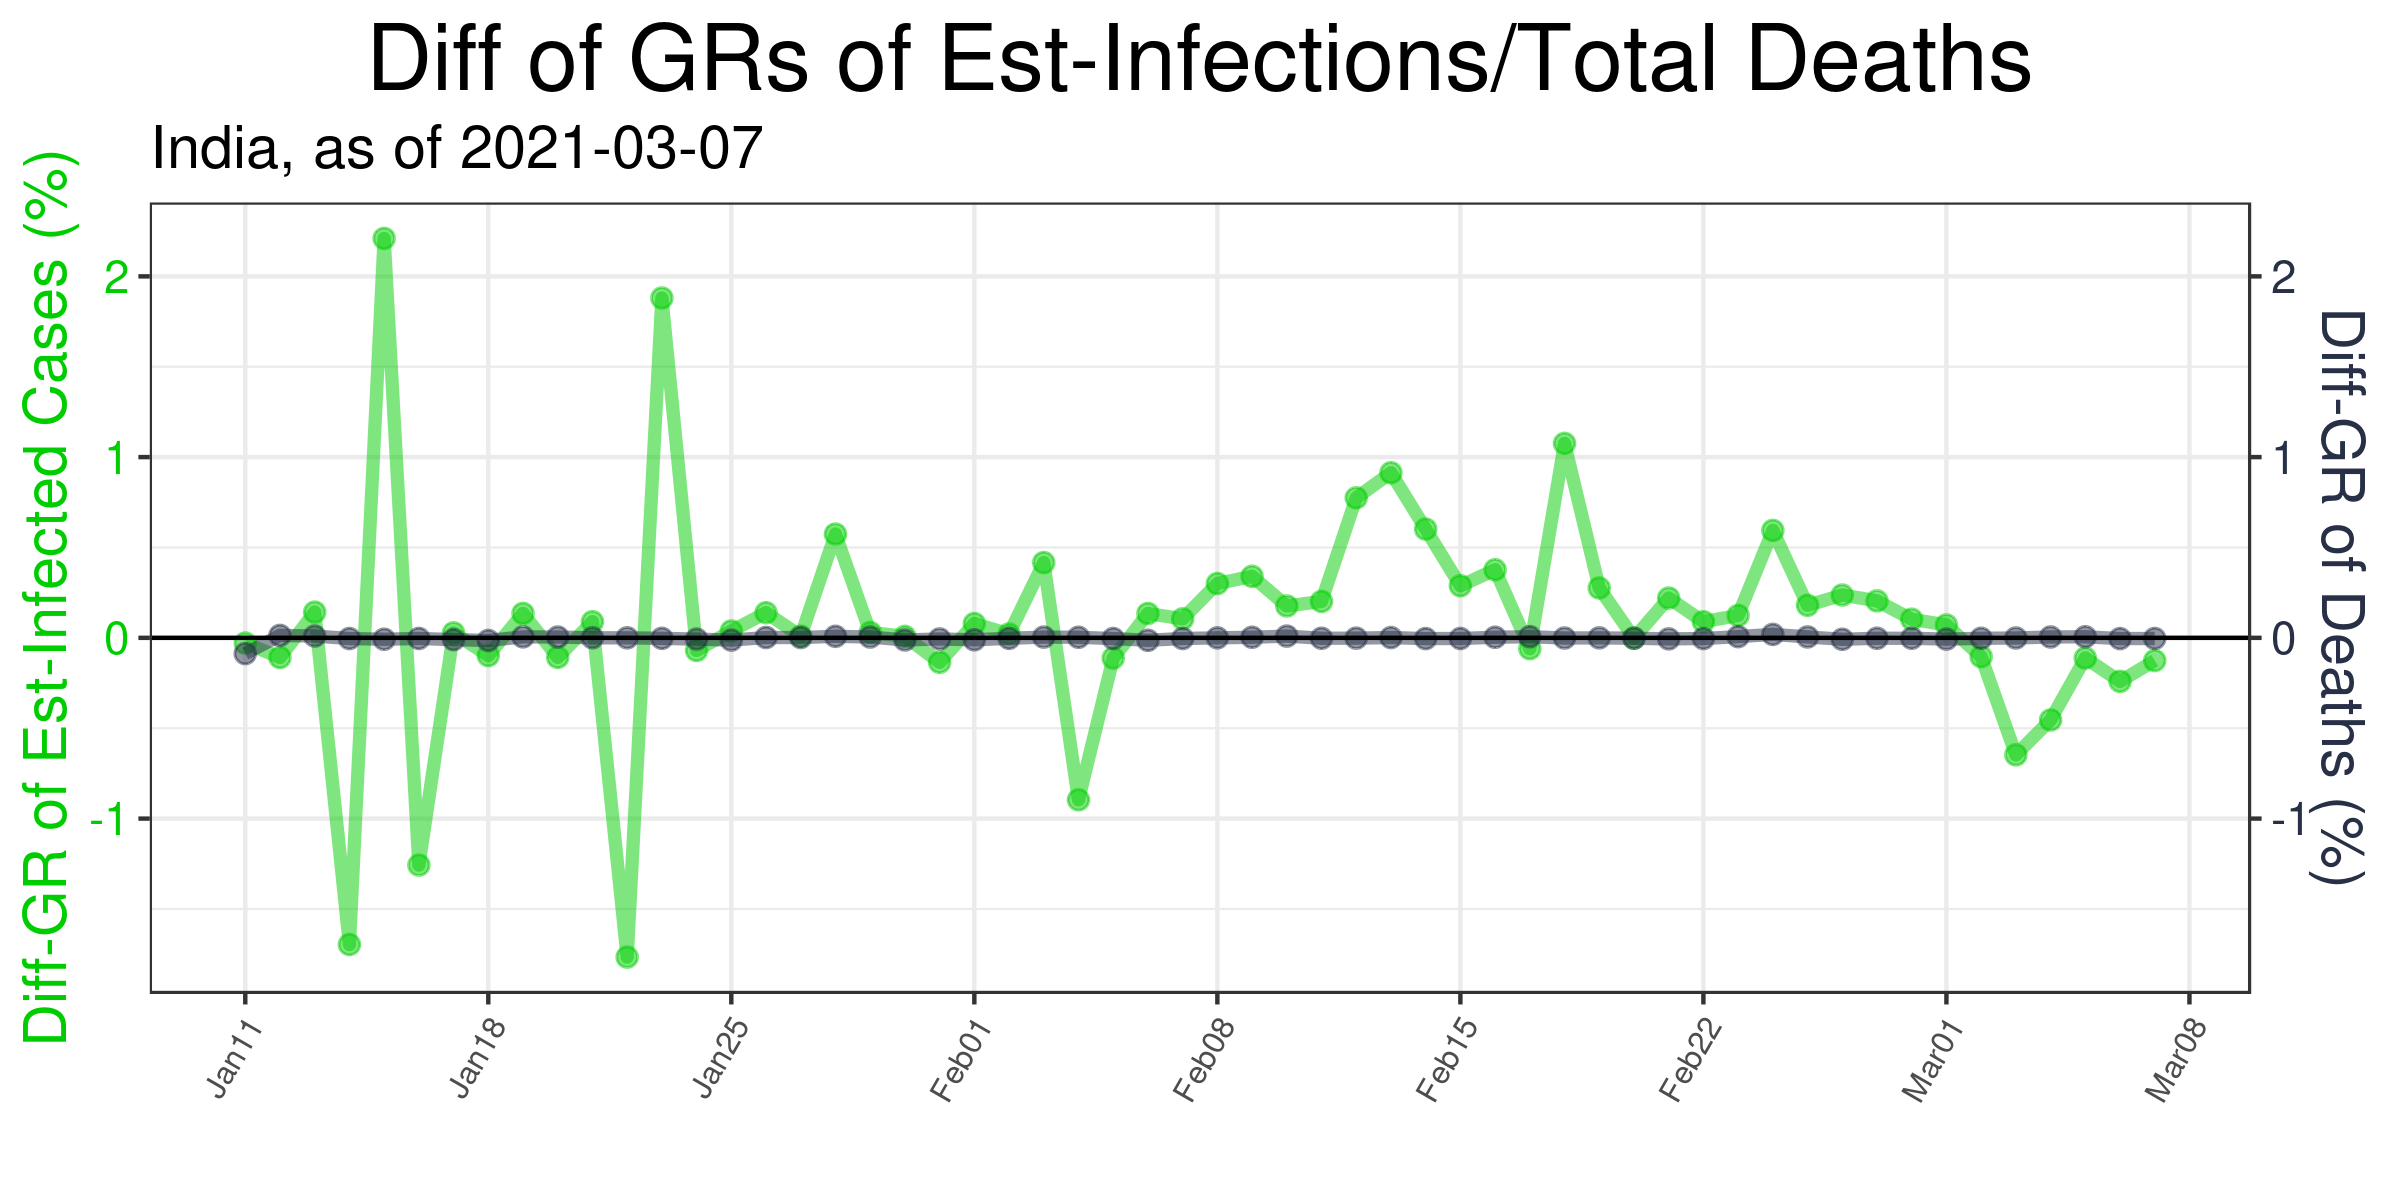 Diff of GRs of Est-Infections/Total Deaths
India, as of 2021-03-07
Diff-GR of Est-Infected Cases (%)
2
1
0
-1
2
1
0
-1
Diff-GR of Deaths (%)
Jan11
Jan18
Jan25
Feb01
Feb08
Feb15
Feb22
Mar01
Mar08